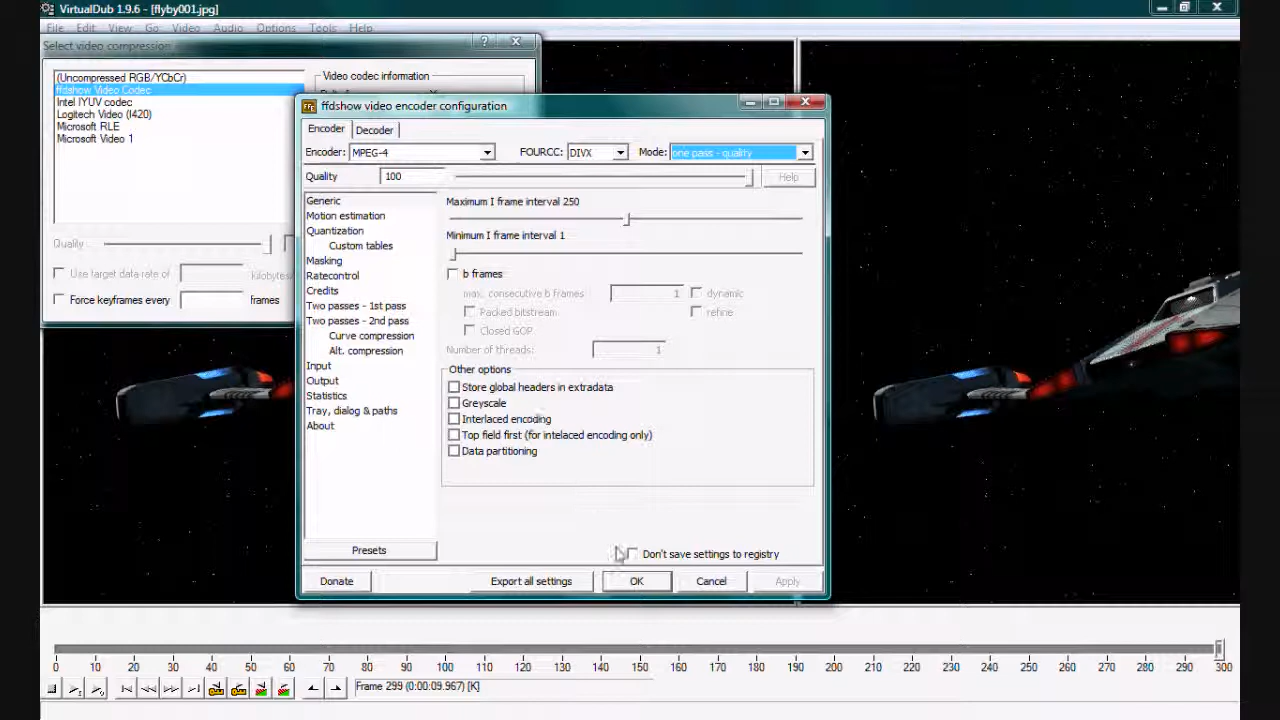 VirtualDub 1.9.6 - [flyby001.jpg]
File Edit View Go Video Audio Options Tools Help
Select video compression
(Uncompressed RGB/YCbCr)
ffdshow Video Codec
Intel IYUV codec
Logitech Video (I420)
Microsoft RLE
Microsoft Video 1
Video codec information
Quality
Use target data rate of
kilobytes
Force keyframes every
frames
ffdshow video encoder configuration
Encoder Decoder
Encoder: MPEG-4 FOURCC: DIVX Mode: one pass - quality
Quality 100 Help
Generic
Motion estimation
Quantization
Custom tables
Masking
Ratecontrol
Credits
Two passes - 1st pass
Two passes - 2nd pass
Curve compression
Alt. compression
Input
Output
Statistics
Tray, dialog & paths
About
Presets
Maximum I frame interval 250
Minimum I frame interval 1
b frames
max. consecutive b frames 1 dynamic
Packed bitstream refine
Closed GOP
Number of threads: 1
Other options
Store global headers in extradata
Greyscale
Interlaced encoding
Top field first (for intelaced encoding only)
Data partitioning
Don't save settings to registry
Donate Export all settings OK Cancel Apply
0 10 20 30 40 50 60 70 80 90 100 110 120 130 140 150 160 170 180 190 200 210 220 230 240 250 260 270 280 300
Frame 299 (0:00:09.967) [K]